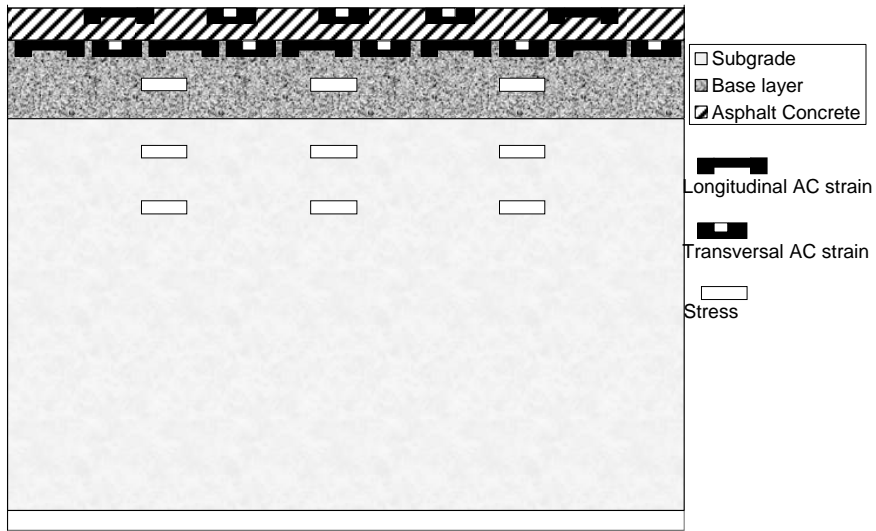 Subgrade
Base layer
Asphalt Concrete
Longitudinal AC strain
Transversal AC strain
Stress